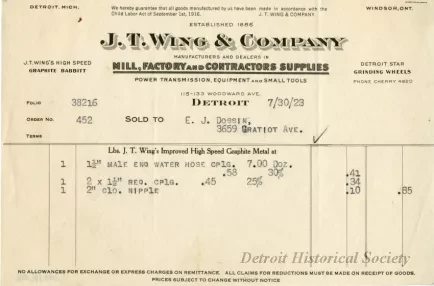 DETROIT, MICH.
We hereby guarantee that all goods manufactured by us have been made in accordance with the
Child Labor Act of September 1st, 1916. J. T. WING & COMPANY
WINDSOR, ONT.
ESTABLISHED 1886
J. T. WING & COMPANY
MANUFACTURERS AND DEALERS IN
MILL, FACTORY AND CONTRACTORS SUPPLIES
POWER TRANSMISSION, EQUIPMENT AND SMALL TOOLS
J.T.WING'S HIGH SPEED
GRAPHITE BABBITT
DETROIT STAR
GRINDING WHEELS
PHONE CHERRY 4820
115-133 WOODWARD AVE.
FOLIO 38216 DETROIT 7/30/23
ORDER NO. 452 SOLD TO E. J. DOSSIN,
3659 GRATIOT AVE.
TERMS
Lbs. J. T. Wing's Improved High Speed Graphite Metal at
1 1½" MALE ENG WATER HOSE CPLG. 7.00 DOZ.
.58 30% .41
1 2 x 1½" RED. CPLG. .45 25% .34
1 2" CLO. NIPPLE .10 .85
Detroit Historical Society
NO ALLOWANCES FOR EXCHANGE OR EXPRESS CHARGES ON REMITTANCE. ALL CLAIMS FOR REDUCTIONS MUST BE MADE ON RECEIPT OF GOODS.
PRICES SUBJECT TO CHANGE WITHOUT NOTICE